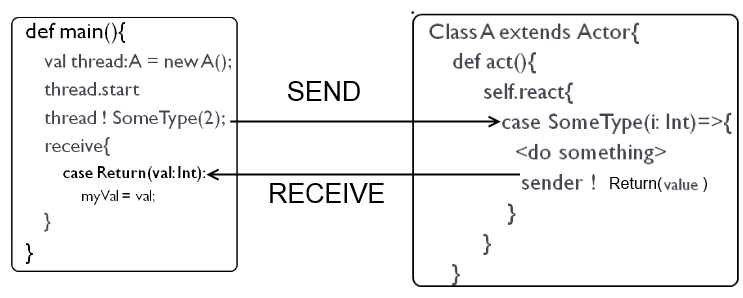 def main(){
val thread:A = new A();
thread.start
thread ! SomeType(2);
receive{
case Return(val:Int):
myVal = val;
}
}
SEND
RECEIVE
Class A extends Actor{
def act(){
self.react{
case SomeType(i: Int)=>{
<do something>
sender ! Return(value)
}
}
}